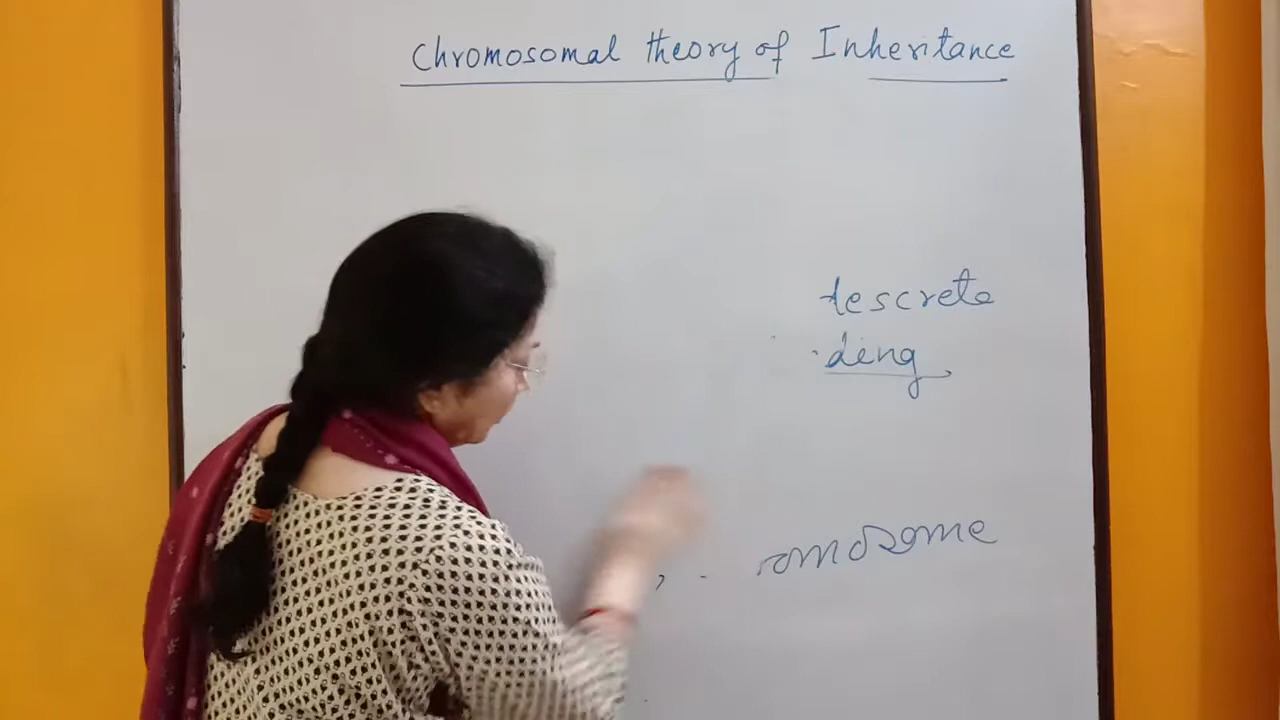 Chromosomal theory of Inheritance
descrete
ding
omosome